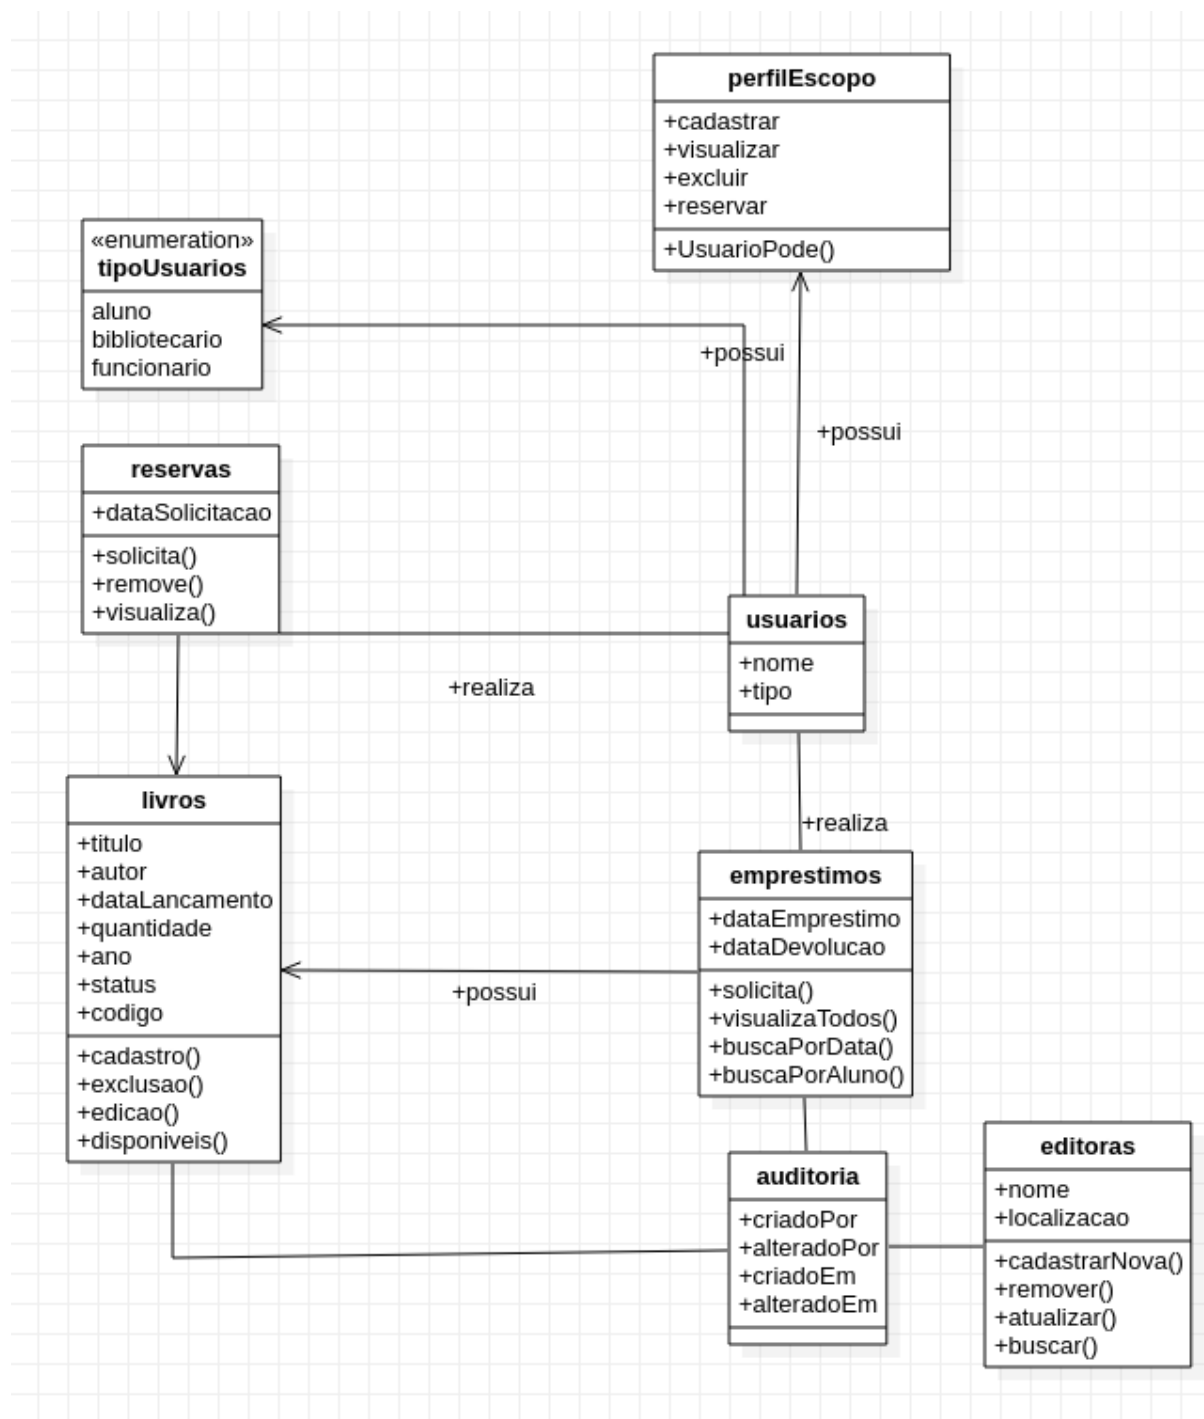 perfilEscopo
+cadastrar
+visualizar
+excluir
+reservar
+UsuarioPode()
«enumeration»
tipoUsuarios
aluno
bibliotecario
funcionario
+possui
+possui
reservas
+dataSolicitacao
+solicita()
+remove()
+visualiza()
usuarios
+nome
+tipo
+realiza
+realiza
livros
+titulo
+autor
+dataLancamento
+quantidade
+ano
+status
+codigo
+cadastro()
+exclusao()
+edicao()
+disponiveis()
emprestimos
+dataEmprestimo
+dataDevolucao
+solicita()
+visualizaTodos()
+buscaPorData()
+buscaPorAluno()
+possui
auditoria
+criadoPor
+alteradoPor
+criadoEm
+alteradoEm
editoras
+nome
+localizacao
+cadastrarNova()
+remover()
+atualizar()
+buscar()